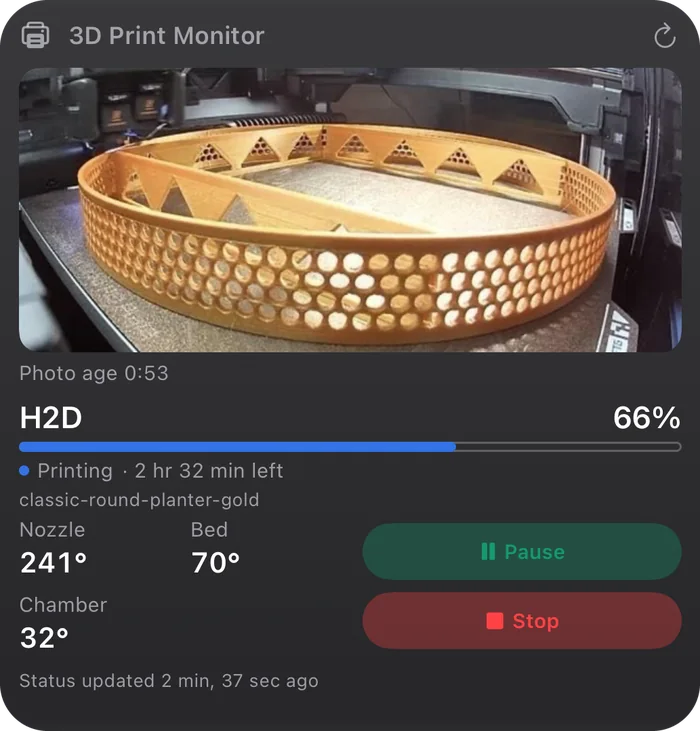 3D Print Monitor
Photo age 0:53
H2D 66%
Printing · 2 hr 32 min left
classic-round-planter-gold
Nozzle Bed
241° 70°
Pause
Chamber
32°
Stop
Status updated 2 min, 37 sec ago